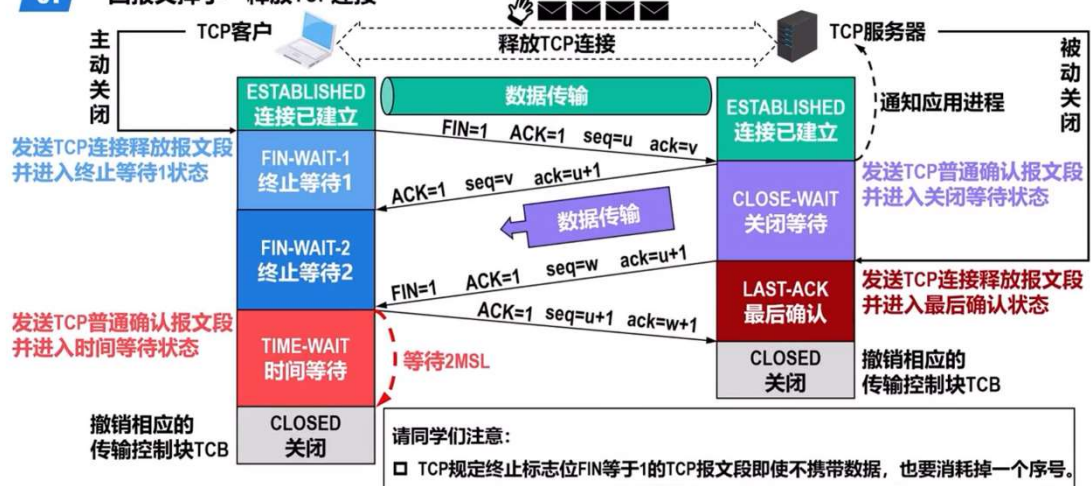 四报文挥手" 释放TCP连接
TCP客户
释放TCP连接
TCP服务器
主动关闭
被动关闭
ESTABLISHED
连接已建立
数据传输
ESTABLISHED
连接已建立
通知应用进程
FIN=1 ACK=1 seq=u ack=v
发送TCP连接释放报文段
并进入终止等待1状态
FIN-WAIT-1
终止等待1
ACK=1 seq=v ack=u+1
CLOSE-WAIT
关闭等待
发送TCP普通确认报文段
并进入关闭等待状态
数据传输
FIN-WAIT-2
终止等待2
FIN=1 ACK=1 seq=w ack=u+1
LAST-ACK
最后确认
发送TCP连接释放报文段
并进入最后确认状态
ACK=1 seq=u+1 ack=w+1
发送TCP普通确认报文段
并进入时间等待状态
TIME-WAIT
时间等待
等待2MSL
CLOSED
关闭
撤销相应的
传输控制块TCB
撤销相应的
传输控制块TCB
CLOSED
关闭
请同学们注意:
TCP规定终止标志位FIN等于1的TCP报文段即使不携带数据,也要消耗掉一个序号。